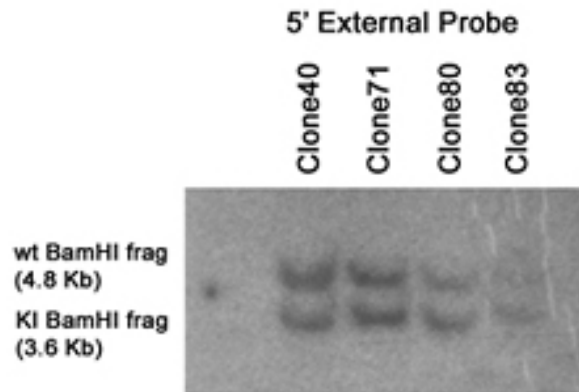 5' External Probe
Clone40
Clone71
Clone80
Clone83
wt BamHI frag
(4.8 Kb)
KI BamHI frag
(3.6 Kb)